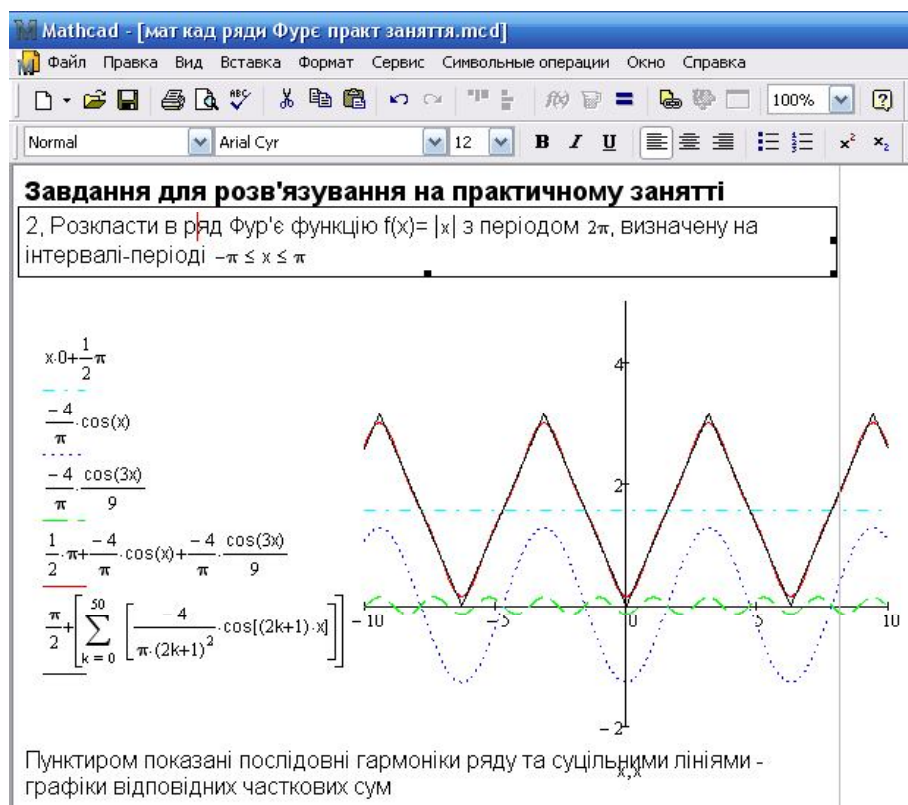 Mathcad - [мат кад ряди Фурє практ заняття.mcd]
Файл Правка Вид Вставка Формат Сервис Символьные операции Окно Справка
100%
Normal Arial Cyr 12 B I U x² x₂
Завдання для розв'язування на практичному занятті
2, Розкласти в ряд Фур'є функцію f(x)= |x| з періодом 2π, визначену на
інтервалі-періоді −π ≤ x ≤ π
x·0+1/2 π
−4/π ·cos(x)
−4/π · cos(3x)/9
1/2 ·π+ −4/π ·cos(x)+ −4/π · cos(3x)/9
π/2 +[∑ k = 0 50 [−4/(π·(2k+1)²) ·cos[(2k+1)·x]]]
4
2
−10 −5 0 5 10
−2
x,x
Пунктиром показані послідовні гармоніки ряду та суцільними лініями -
графіки відповідних часткових сум